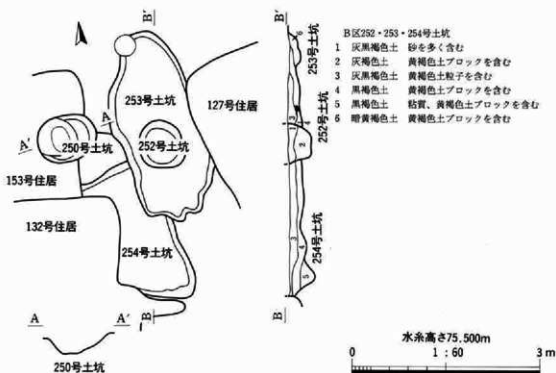 B区252・253・254号土坑
1 灰黒褐色土 砂を多く含む
2 灰褐色土 黄褐色土ブロックを含む
3 灰黒褐色土 黄褐色土粒子を含む
4 黒褐色土 黄褐色土ブロックを含む
5 黒褐色土 粘質、黄褐色土ブロックを含む
6 暗黄褐色土 黄褐色土ブロックを含む
B′
253号土坑
127号住居
A
252号土坑
250号土坑
A′
153号住居
132号住居
254号土坑
B
A A′
250号土坑
B′
6
253号土坑
3
4
1
252号土坑
2
254号土坑
3
4
5
B
水糸高さ75.500m
0 1:60 3m